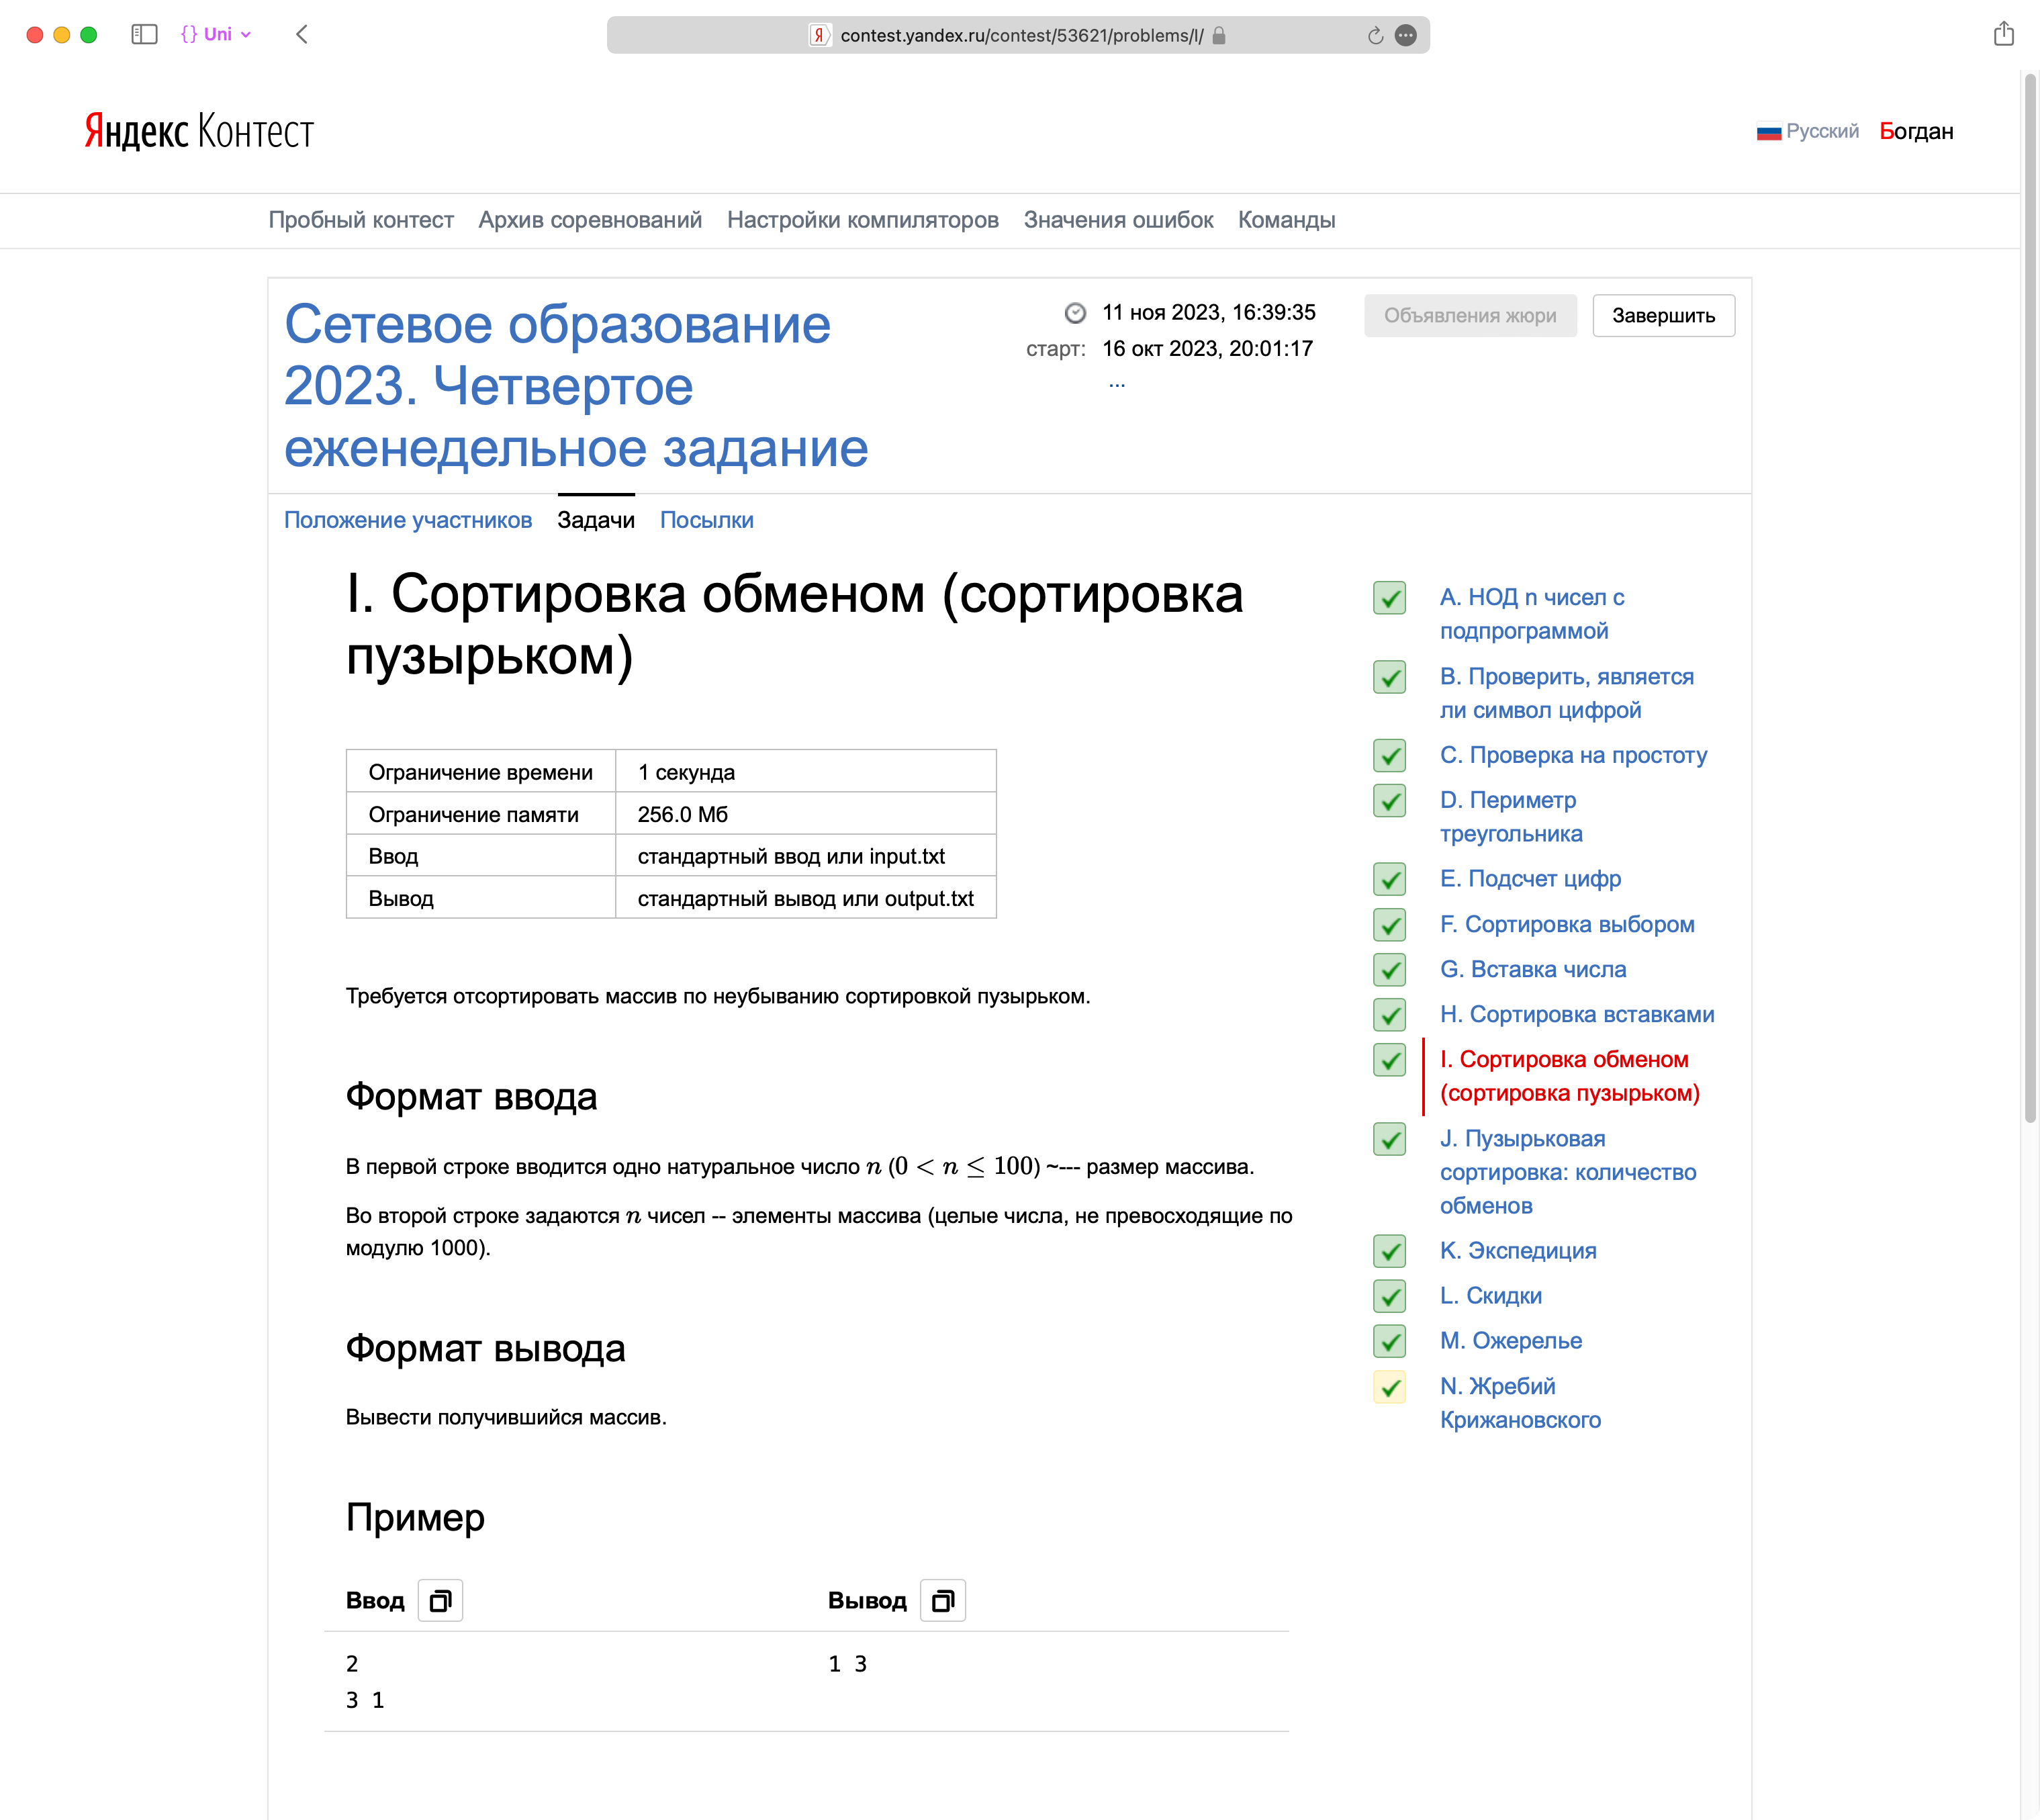 {} Uni
contest.yandex.ru/contest/53621/problems/I/
Яндекс Контест
Русский
Богдан
Пробный контест Архив соревнований Настройки компиляторов Значения ошибок Команды
Сетевое образование
2023. Четвертое
еженедельное задание
11 ноя 2023, 16:39:35
старт: 16 окт 2023, 20:01:17
...
Объявления жюри
Завершить
Положение участников Задачи Посылки
I. Сортировка обменом (сортировка
пузырьком)
Ограничение времени 1 секунда
Ограничение памяти 256.0 Мб
Ввод стандартный ввод или input.txt
Вывод стандартный вывод или output.txt
Требуется отсортировать массив по неубыванию сортировкой пузырьком.
Формат ввода
В первой строке вводится одно натуральное число n (0 < n ≤ 100) ~--- размер массива.
Во второй строке задаются n чисел -- элементы массива (целые числа, не превосходящие по
модулю 1000).
Формат вывода
Вывести получившийся массив.
Пример
Ввод Вывод
2 1 3
3 1
A. НОД n чисел с
подпрограммой
B. Проверить, является
ли символ цифрой
C. Проверка на простоту
D. Периметр
треугольника
E. Подсчет цифр
F. Сортировка выбором
G. Вставка числа
H. Сортировка вставками
I. Сортировка обменом
(сортировка пузырьком)
J. Пузырьковая
сортировка: количество
обменов
K. Экспедиция
L. Скидки
M. Ожерелье
N. Жребий
Крижановского